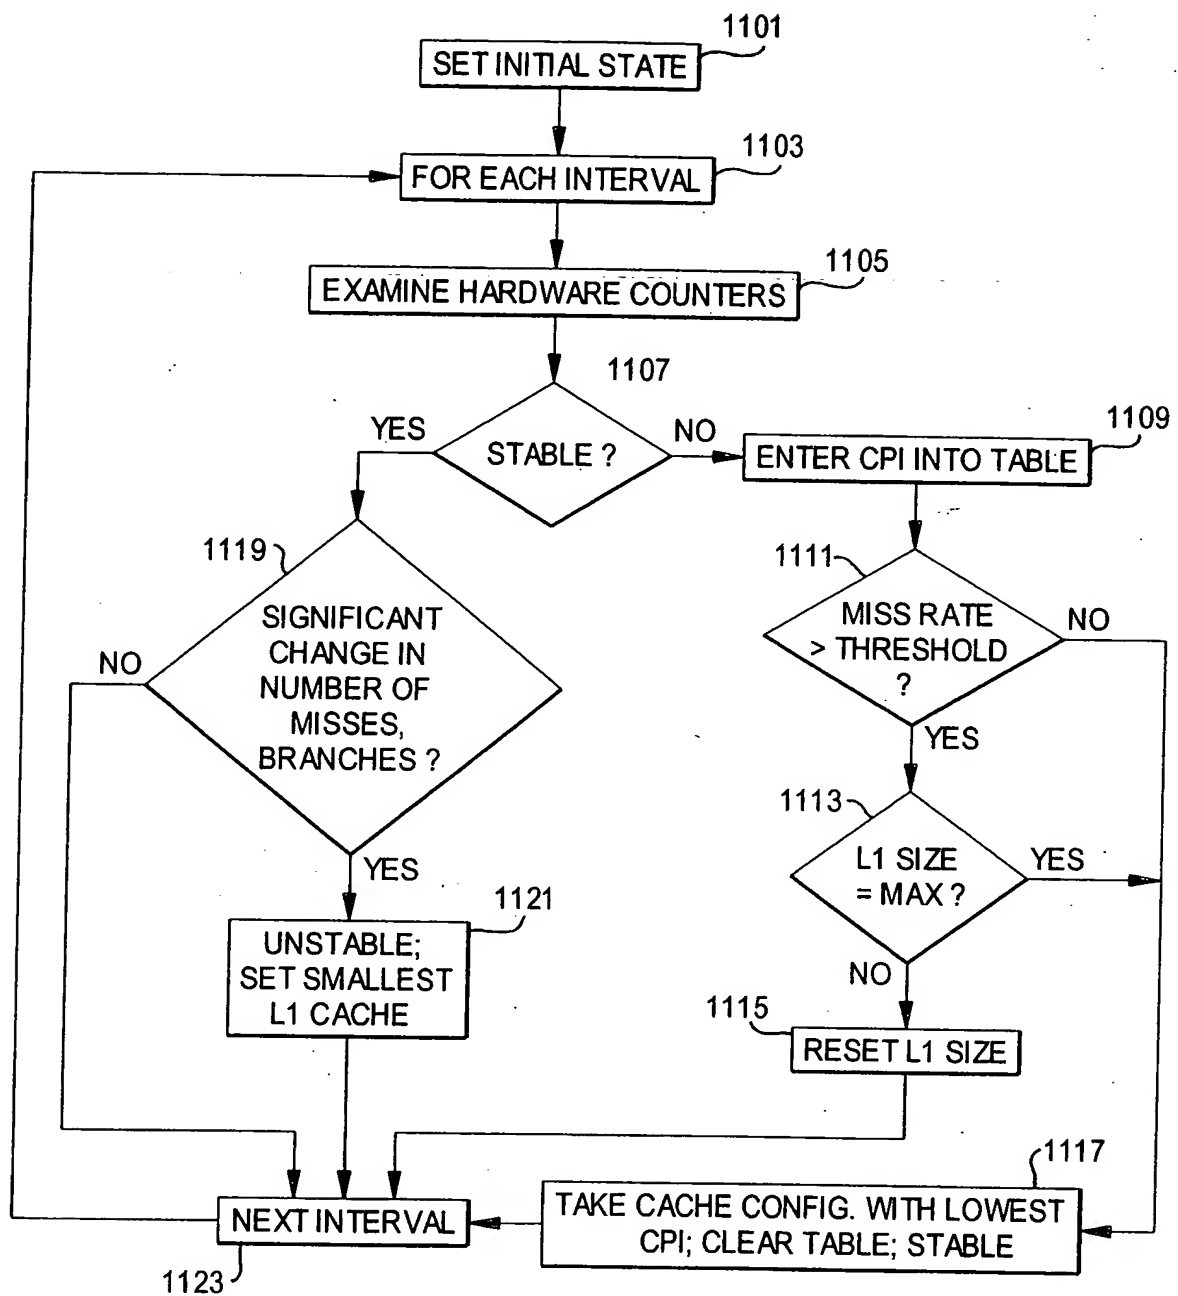 1101
SET INITIAL STATE
1103
FOR EACH INTERVAL
1105
EXAMINE HARDWARE COUNTERS
1107
STABLE ?
YES
NO
1109
ENTER CPI INTO TABLE
1119
SIGNIFICANT
CHANGE IN
NUMBER OF
MISSES,
BRANCHES ?
NO
YES
1111
MISS RATE
> THRESHOLD
?
NO
YES
1113
L1 SIZE
= MAX ?
YES
NO
1121
UNSTABLE;
SET SMALLEST
L1 CACHE
1115
RESET L1 SIZE
1117
TAKE CACHE CONFIG. WITH LOWEST
CPI; CLEAR TABLE; STABLE
NEXT INTERVAL
1123